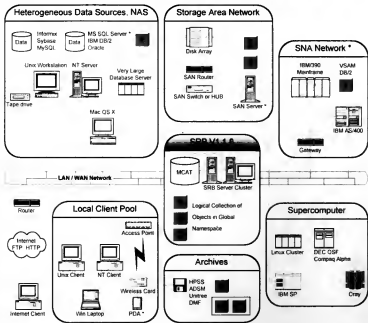 Heterogeneous Data Sources, NAS
Data
Informix
Sybase
MySQL
Data
MS SQL Server *
IBM DB/2
Oracle
Unix Workstation
NT Server
Very Large
Database Server
Tape drive
Mac OS X
Storage Area Network
Disk Array
SAN Router
SAN Switch or HUB
SAN Server *
SNA Network *
IBM/390
Mainframe
VSAM
DB/2
IBM AS/400
Gateway
SRB V1.1.8
MCAT
SRB Server Cluster
Logical Collection of
Objects in Global
Namespace
LAN / WAN Network
Router
Internet
FTP HTTP
Internet Client
Local Client Pool
Access Point
Unix Client
NT Client
Wireless Card
Win Laptop
PDA *
Archives
HPSS
ADSM
Unitree
DMF
Supercomputer
Linux Cluster
DEC OSF
Compaq Alpha
IBM SP
Cray